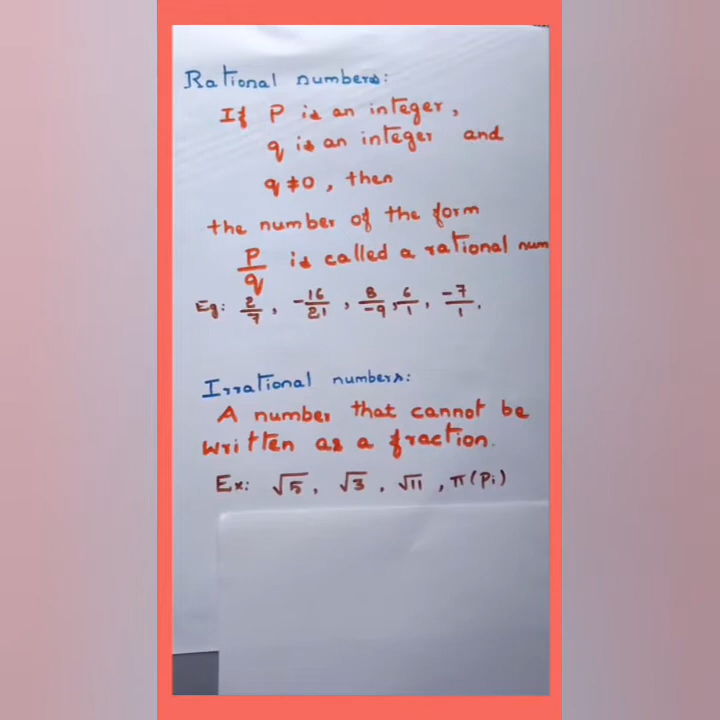 Rational numbers:
If P is an integer,
q is an integer and
q ≠ 0, then
the number of the form
P/q is called a rational num
Eg: 2/7, -16/21, 8/-9, 6/1, -7/1.
Irrational numbers:
A number that cannot be
written as a fraction.
Ex: √5, √3, √11, π(Pi)